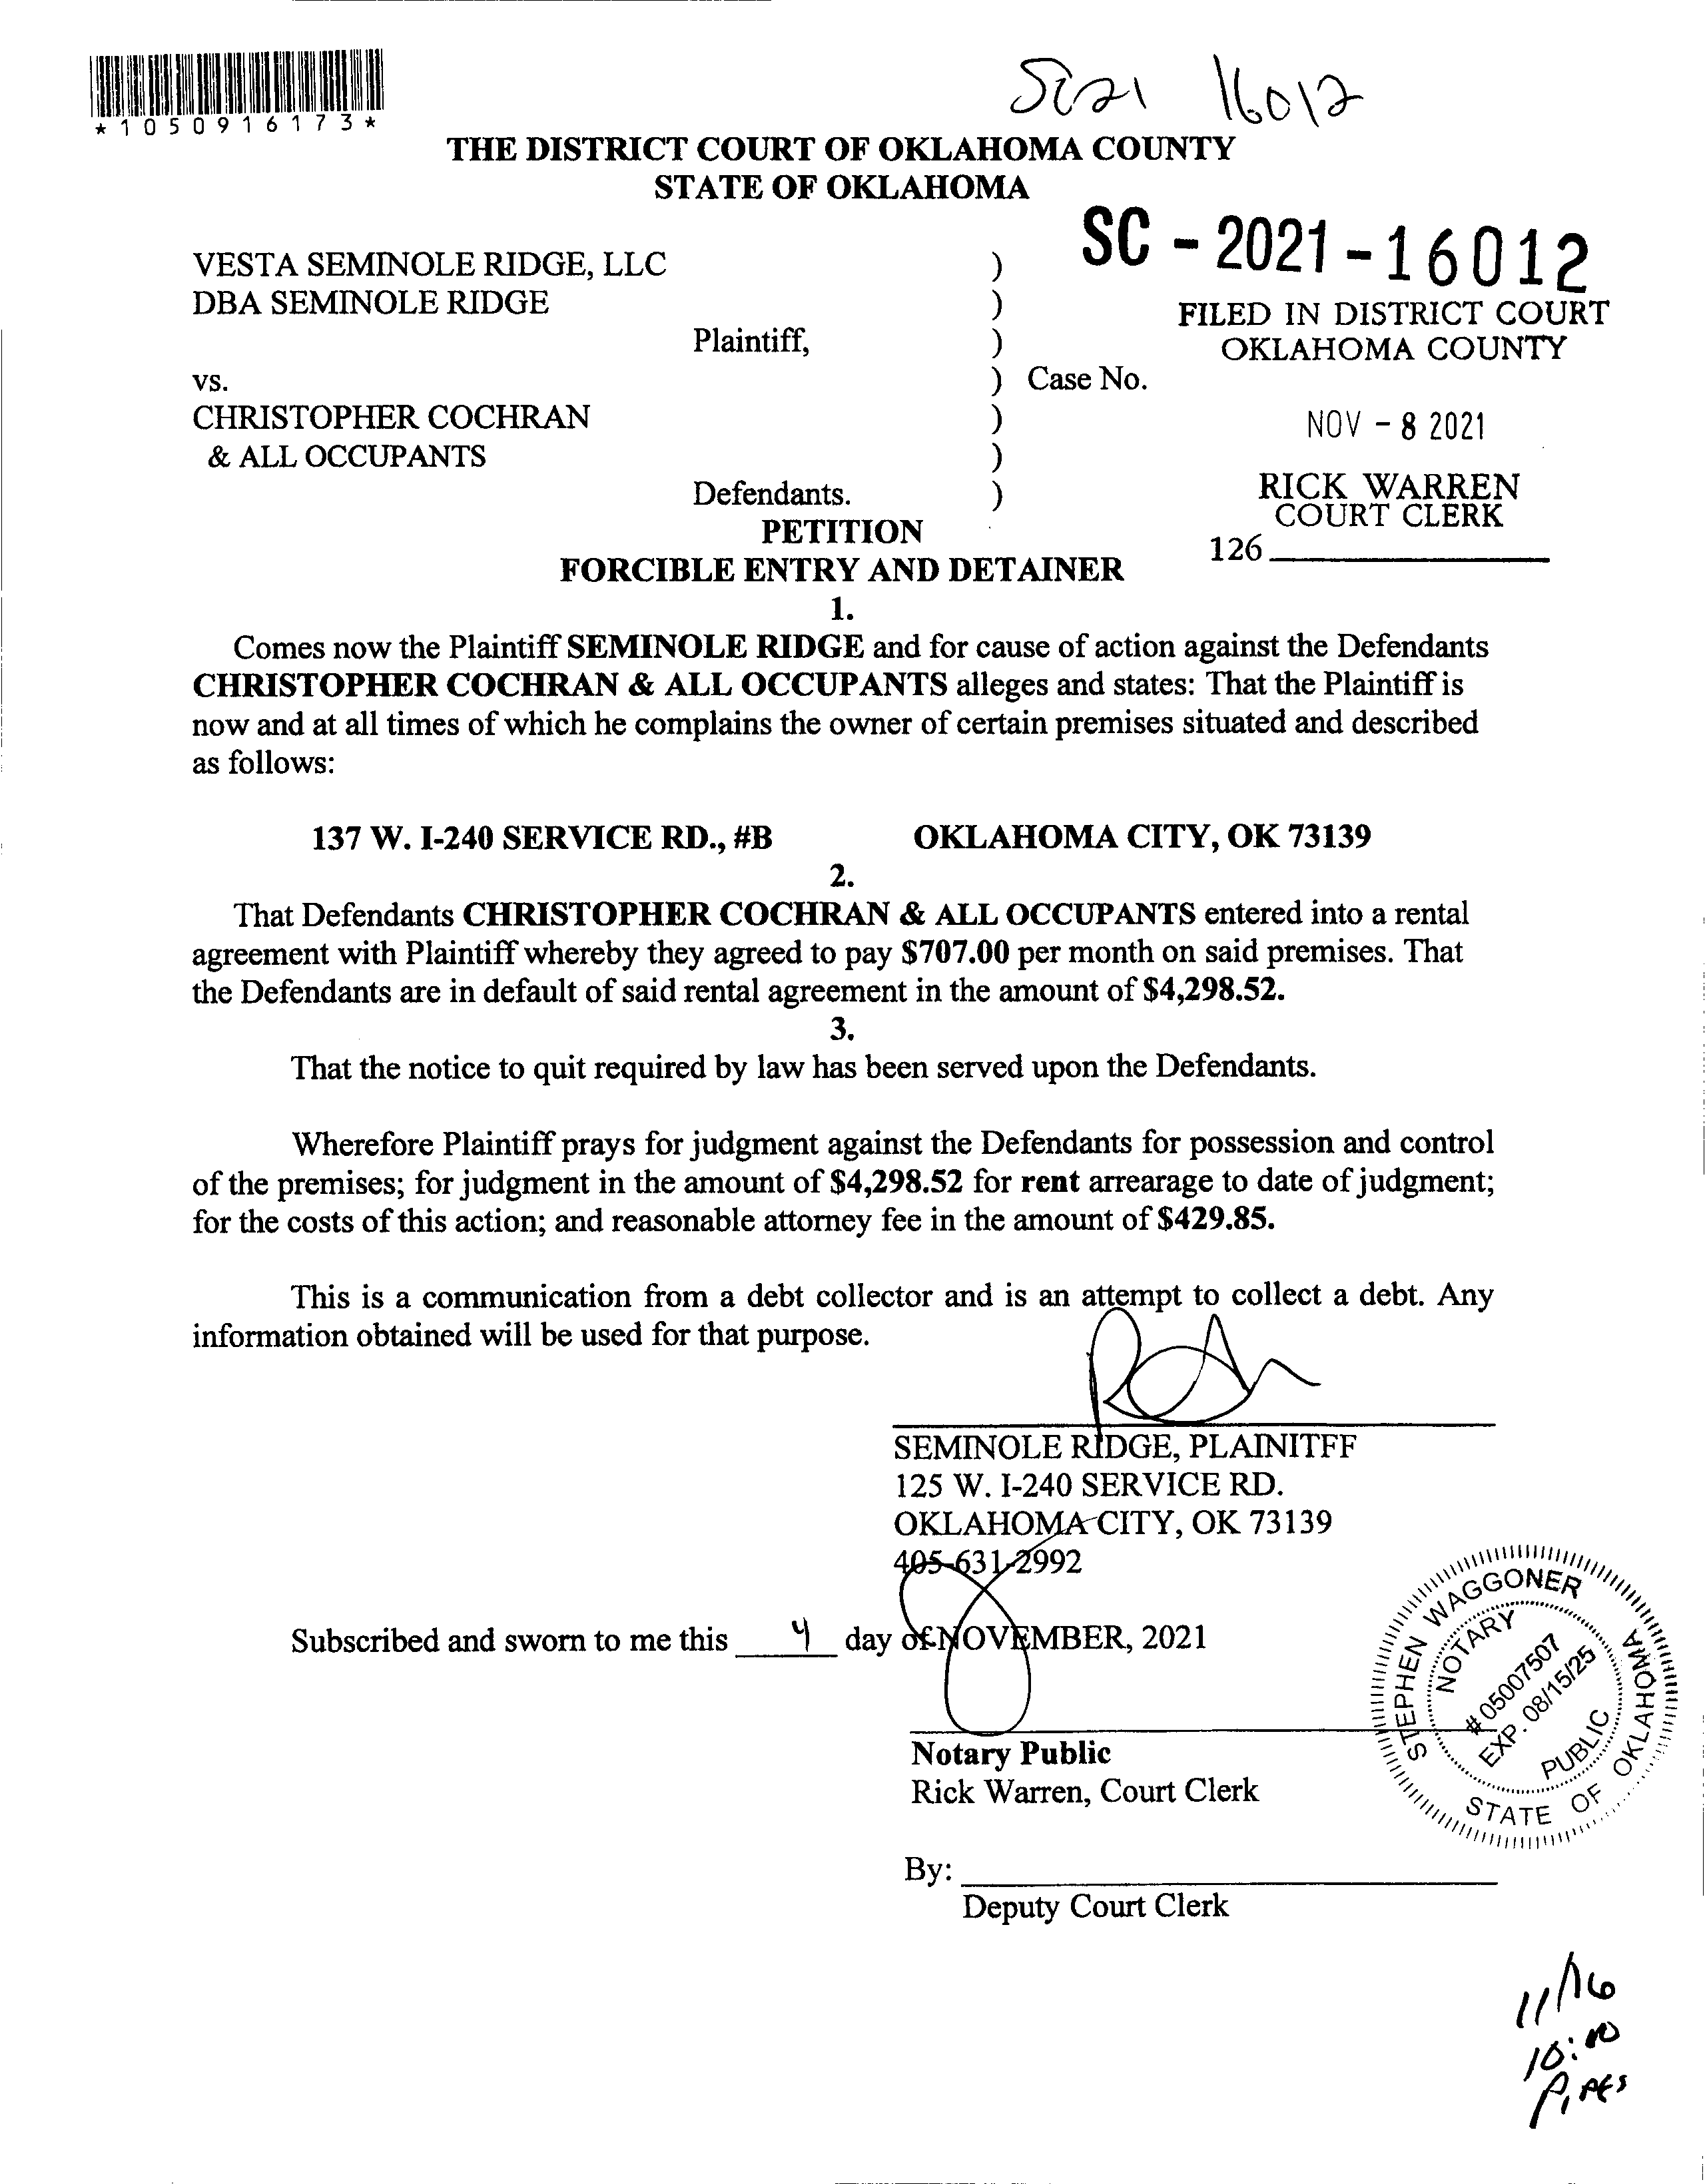 *1050916173*
SC21 16012
THE DISTRICT COURT OF OKLAHOMA COUNTY
STATE OF OKLAHOMA
SC - 2021 - 16012
VESTA SEMINOLE RIDGE, LLC )
DBA SEMINOLE RIDGE )
FILED IN DISTRICT COURT
Plaintiff, )
OKLAHOMA COUNTY
vs. ) Case No.
CHRISTOPHER COCHRAN )
NOV - 8 2021
& ALL OCCUPANTS )
Defendants. )
RICK WARREN
COURT CLERK
126
PETITION
FORCIBLE ENTRY AND DETAINER
1.
Comes now the Plaintiff SEMINOLE RIDGE and for cause of action against the Defendants
CHRISTOPHER COCHRAN & ALL OCCUPANTS alleges and states: That the Plaintiff is
now and at all times of which he complains the owner of certain premises situated and described
as follows:
137 W. I-240 SERVICE RD., #B OKLAHOMA CITY, OK 73139
2.
That Defendants CHRISTOPHER COCHRAN & ALL OCCUPANTS entered into a rental
agreement with Plaintiff whereby they agreed to pay $707.00 per month on said premises. That
the Defendants are in default of said rental agreement in the amount of $4,298.52.
3.
That the notice to quit required by law has been served upon the Defendants.
Wherefore Plaintiff prays for judgment against the Defendants for possession and control
of the premises; for judgment in the amount of $4,298.52 for rent arrearage to date of judgment;
for the costs of this action; and reasonable attorney fee in the amount of $429.85.
This is a communication from a debt collector and is an attempt to collect a debt. Any
information obtained will be used for that purpose.
SEMINOLE RIDGE, PLAINITFF
125 W. I-240 SERVICE RD.
OKLAHOMA CITY, OK 73139
405-631-2992
Subscribed and sworn to me this 4 day of NOVEMBER, 2021
STEPHEN WAGGONER
NOTARY
# 05007507
EXP. 08/15/25
PUBLIC
STATE OF OKLAHOMA
Notary Public
Rick Warren, Court Clerk
By:
Deputy Court Clerk
11/16
10:00
Pipes